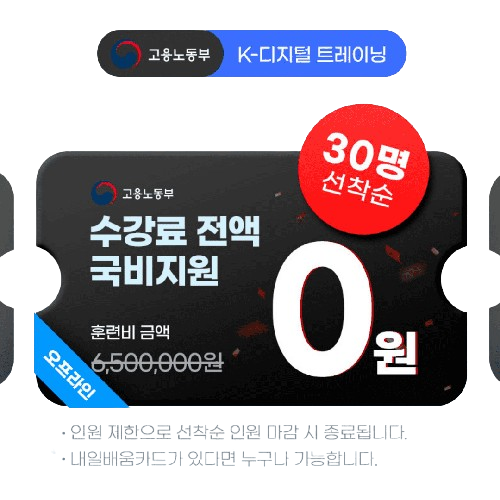 고용노동부 K-디지털 트레이닝
30명
선착순
고용노동부
수강료 전액
국비지원
0원
훈련비 금액
6,500,000원
오프라인
· 인원 제한으로 선착순 인원 마감 시 종료됩니다.
· 내일배움카드가 있다면 누구나 가능합니다.